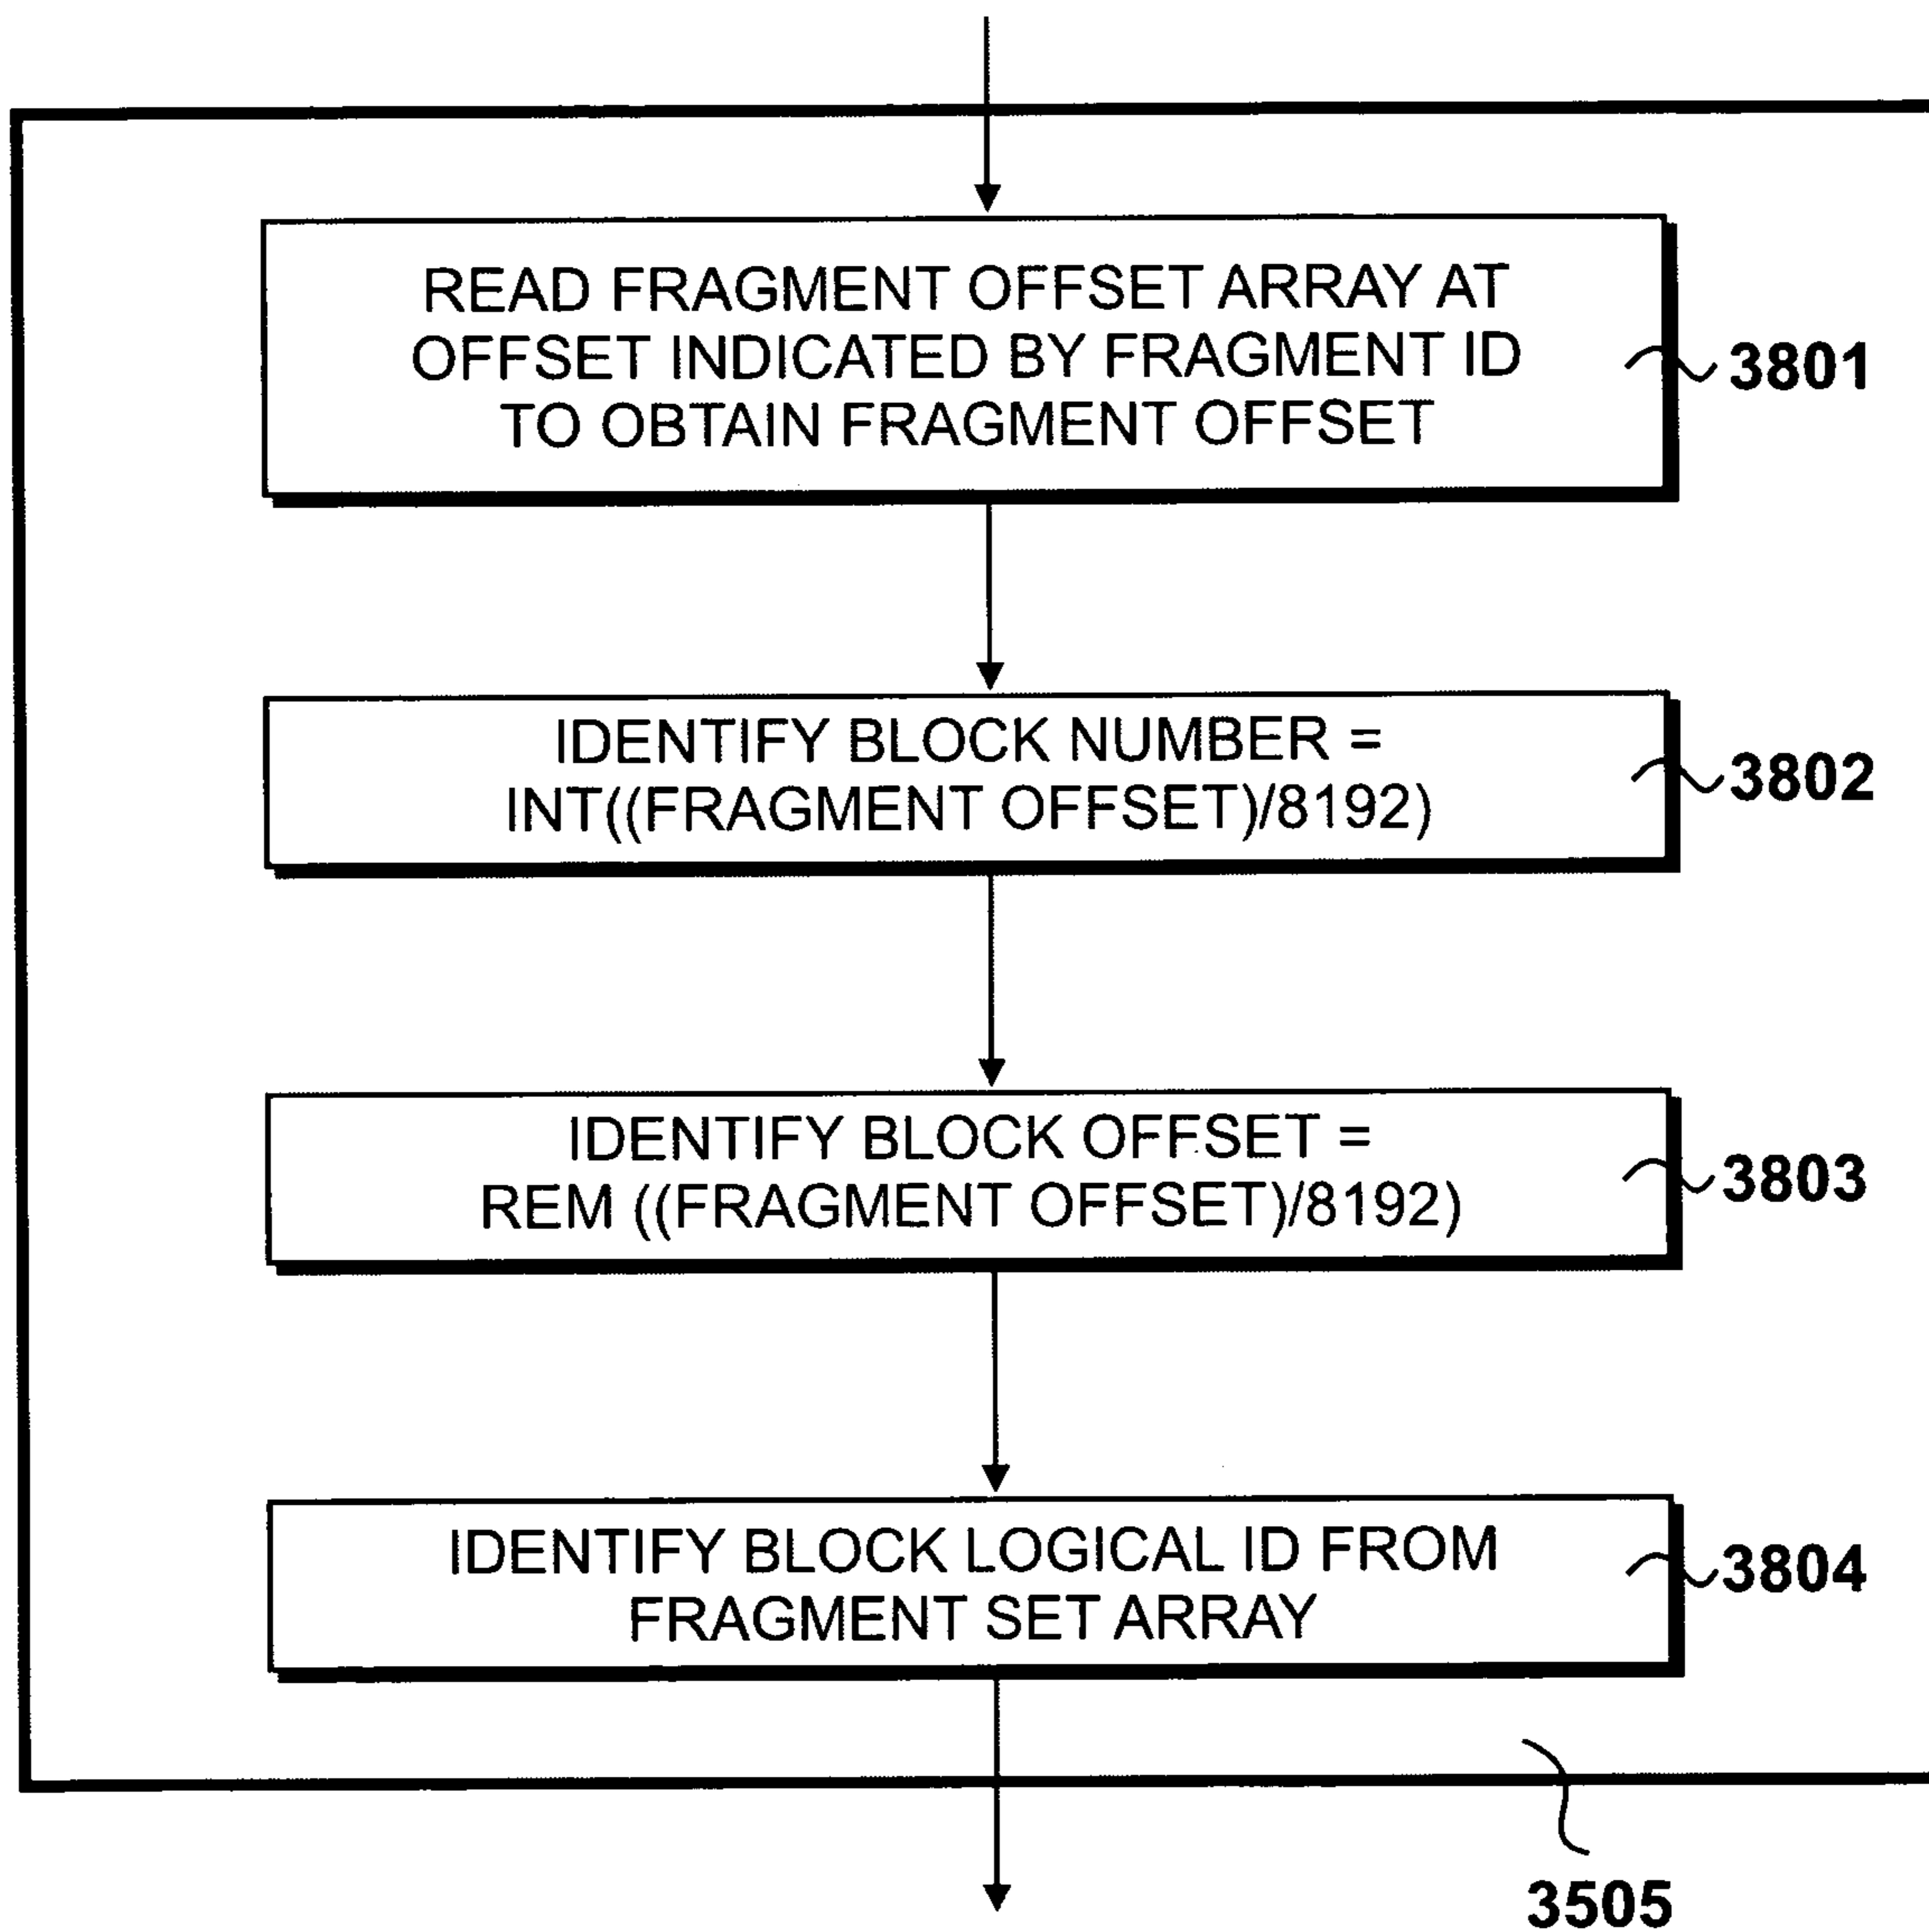 READ FRAGMENT OFFSET ARRAY AT
OFFSET INDICATED BY FRAGMENT ID
TO OBTAIN FRAGMENT OFFSET
3801
IDENTIFY BLOCK NUMBER =
INT((FRAGMENT OFFSET)/8192)
3802
IDENTIFY BLOCK OFFSET =
REM ((FRAGMENT OFFSET)/8192)
3803
IDENTIFY BLOCK LOGICAL ID FROM
FRAGMENT SET ARRAY
3804
3505